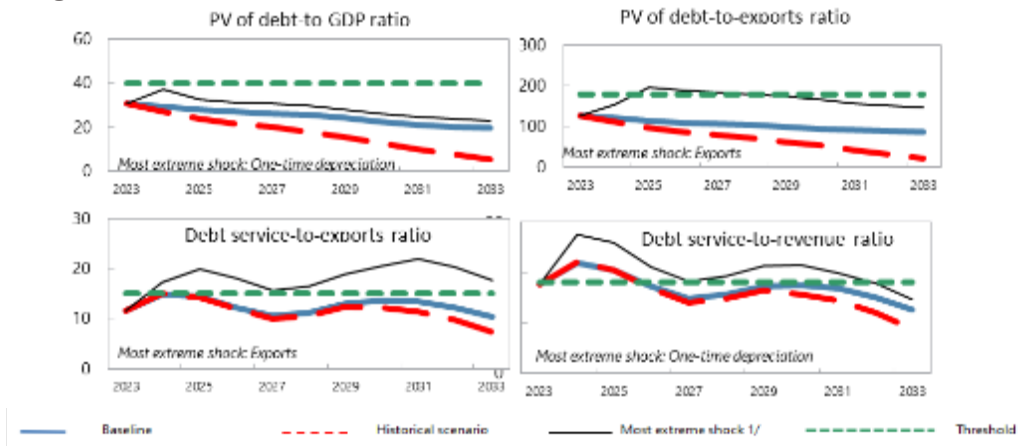 PV of debt-to GDP ratio
60
40
20
0
Most extreme shock: One-time depreciation
2023 2025 2027 2029 2031 2033
PV of debt-to-exports ratio
300
200
100
0
Most extreme shock: Exports
2023 2025 2027 2029 2031 2033
Debt service-to-exports ratio
30
20
10
0
Most extreme shock: Exports
2023 2025 2027 2029 2031 2033
Debt service-to-revenue ratio
0
Most extreme shock: One-time depreciation
2023 2025 2027 2029 2031 2033
Baseline Historical scenario Most extreme shock 1/ Threshold